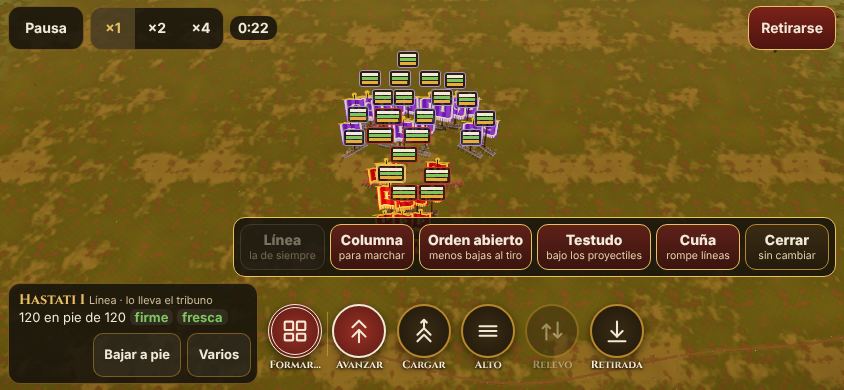 Pausa
×1
×2
×4
0:22
Retirarse
Línea
la de siempre
Columna
para marchar
Orden abierto
menos bajas al tiro
Testudo
bajo los proyectiles
Cuña
rompe líneas
Cerrar
sin cambiar
HASTATI I Línea · lo lleva el tribuno
120 en pie de 120 firme fresca
Bajar a pie
Varios
FORMAR...
AVANZAR
CARGAR
ALTO
RELEVO
RETIRADA